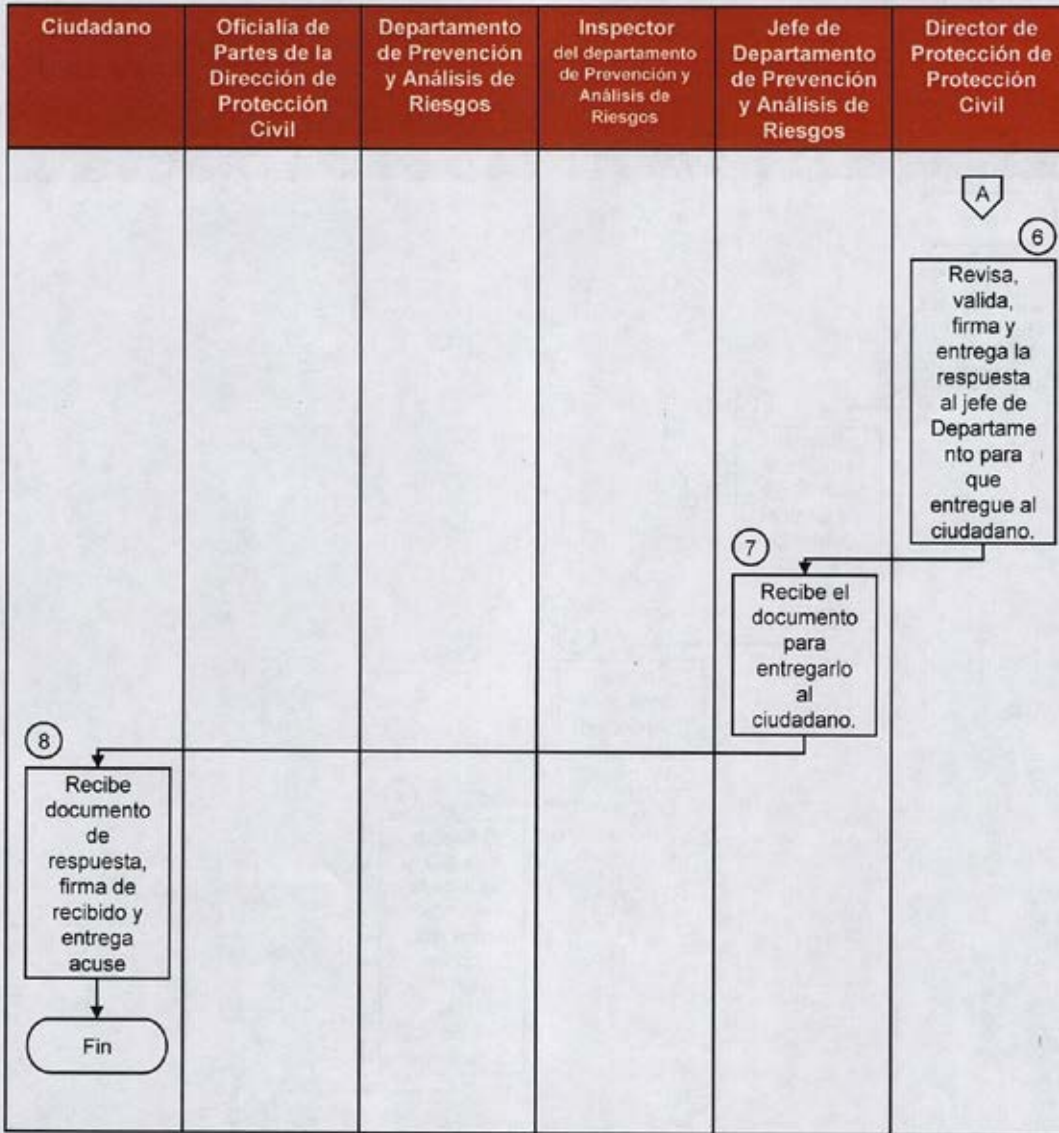 Ciudadano
Oficialía de
Partes de la
Dirección de
Protección
Civil
Departamento
de Prevención
y Análisis de
Riesgos
Inspector
del departamento
de Prevención y
Análisis de
Riesgos
Jefe de
Departamento
de Prevención
y Análisis de
Riesgos
Director de
Protección de
Protección
Civil
A
6
Revisa,
valida,
firma y
entrega la
respuesta
al jefe de
Departame
nto para
que
entregue al
ciudadano.
7
Recibe el
documento
para
entregarlo
al
ciudadano.
8
Recibe
documento
de
respuesta,
firma de
recibido y
entrega
acuse
Fin